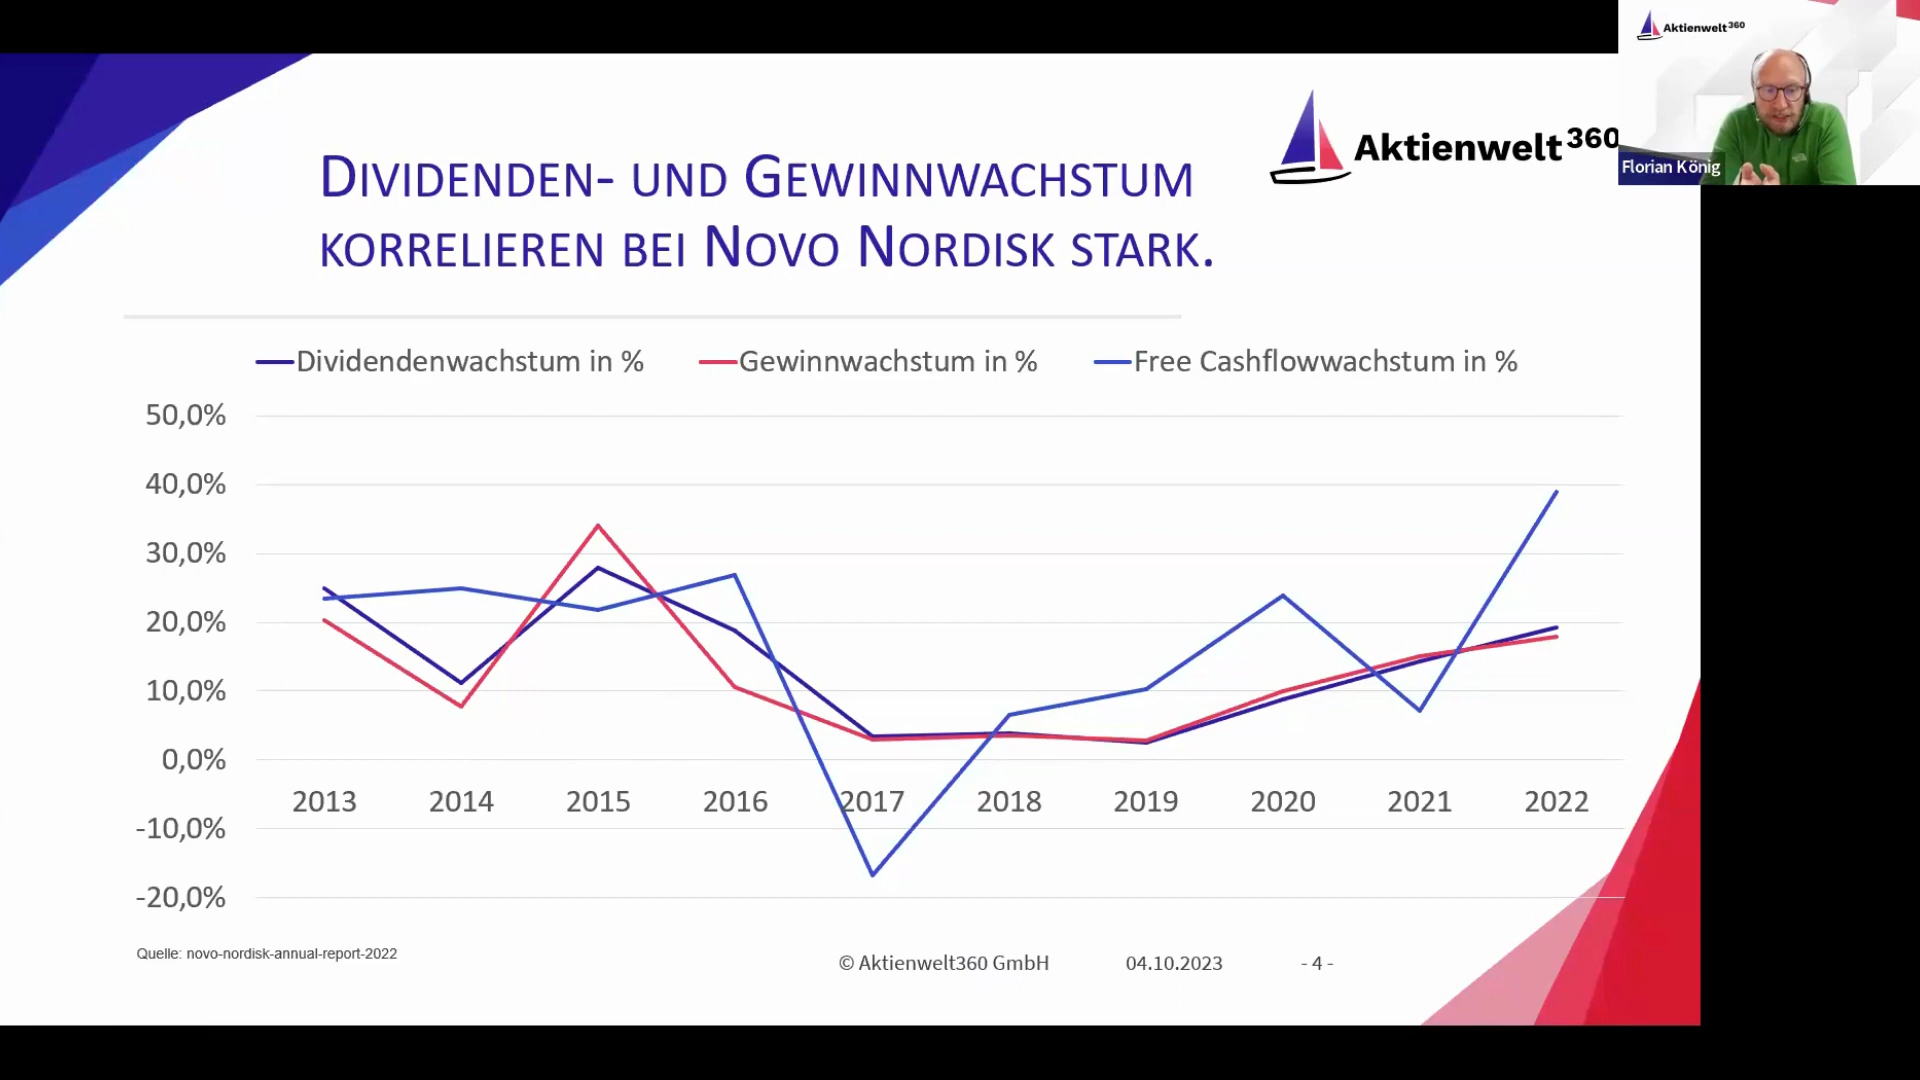 Aktienwelt360
Florian König
Aktienwelt360
DIVIDENDEN- UND GEWINNWACHSTUM
KORRELIEREN BEI NOVO NORDISK STARK.
Dividendenwachstum in % Gewinnwachstum in % Free Cashflowwachstum in %
50,0%
40,0%
30,0%
20,0%
10,0%
0,0%
2013 2014 2015 2016 2017 2018 2019 2020 2021 2022
-10,0%
-20,0%
Quelle: novo-nordisk-annual-report-2022
© Aktienwelt360 GmbH 04.10.2023 - 4 -